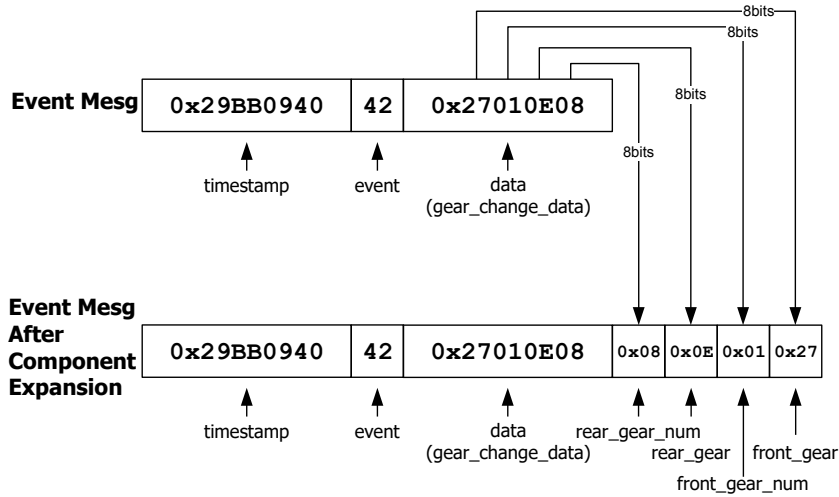 8bits
8bits
8bits
8bits
Event Mesg
0x29BB0940 42 0x27010E08
timestamp event data
(gear_change_data)
Event Mesg
After
Component
Expansion
0x29BB0940 42 0x27010E08 0x08 0x0E 0x01 0x27
timestamp event data rear_gear_num
(gear_change_data) rear_gear front_gear
front_gear_num